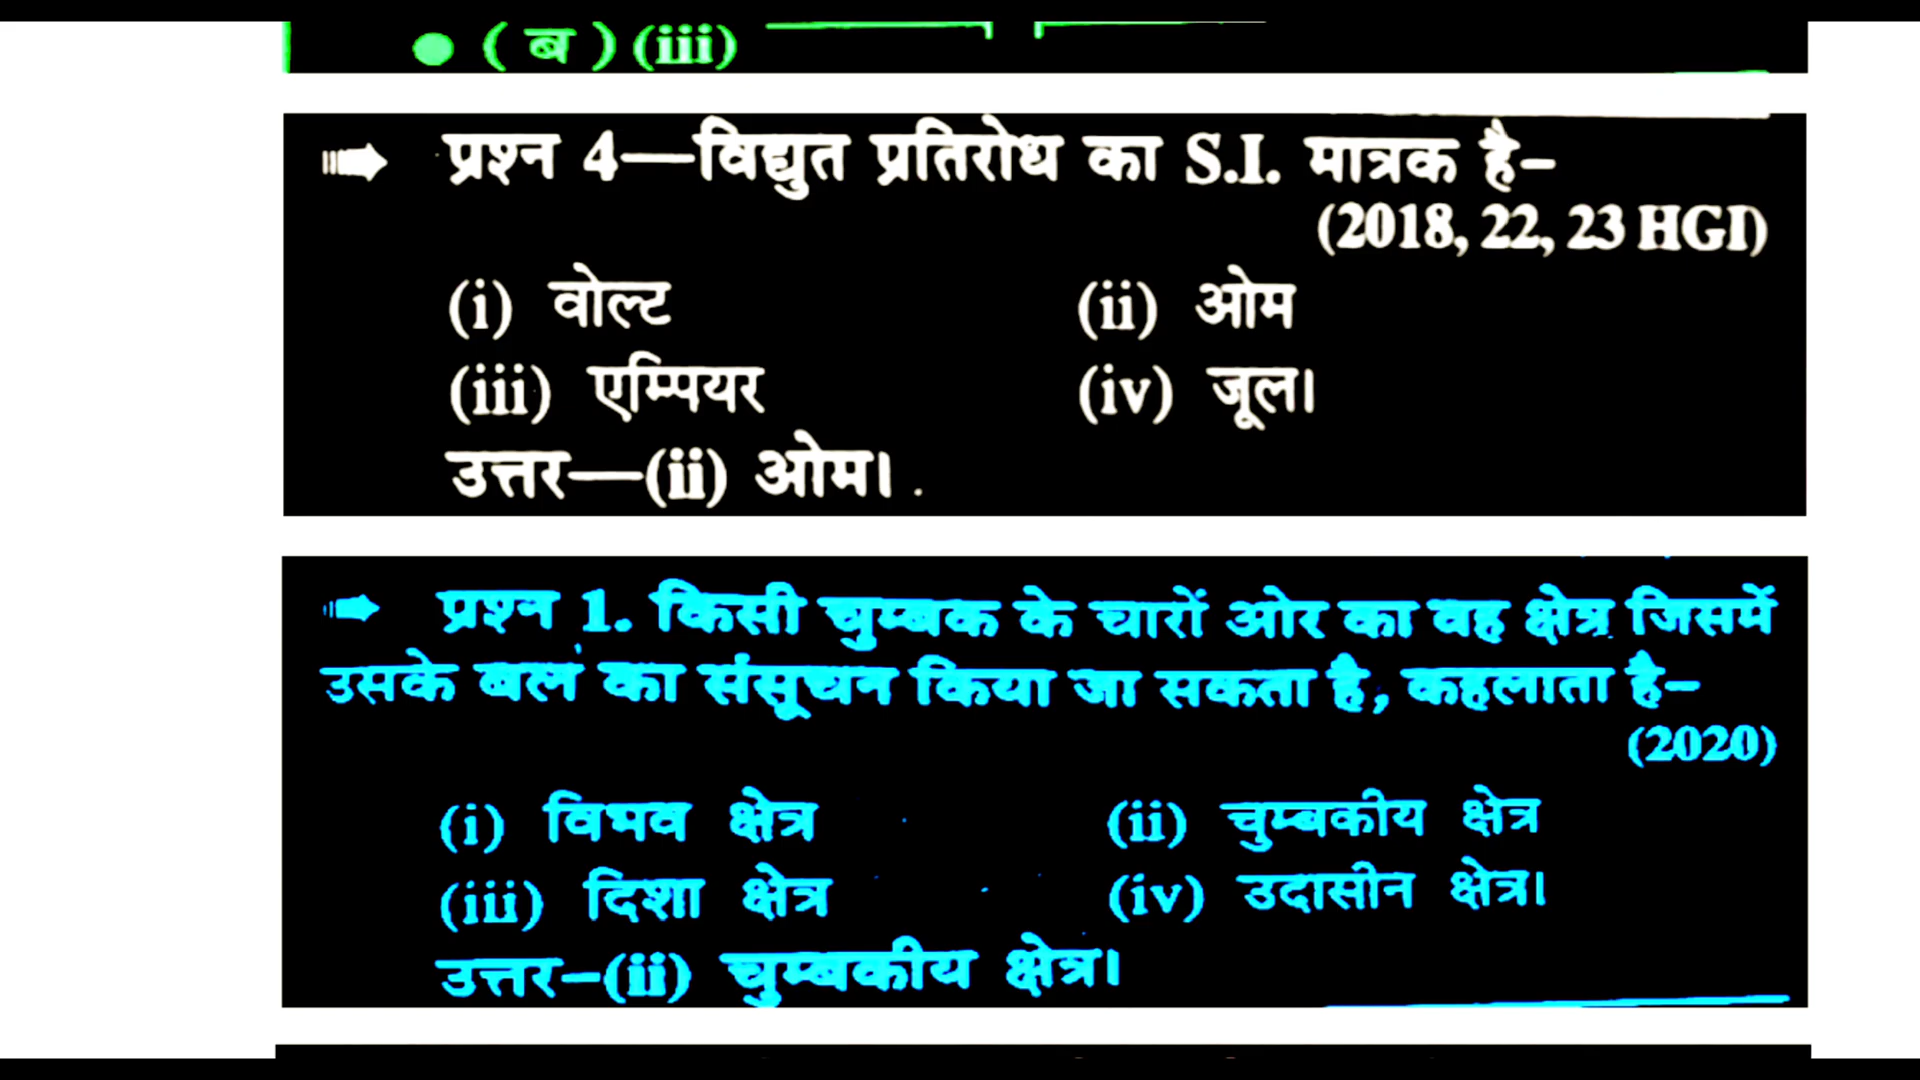 (ब) (iii)
प्रश्न 4—विद्युत प्रतिरोध का S.I. मात्रक है–
(2018, 22, 23 HGI)
(i) वोल्ट (ii) ओम
(iii) एम्पियर (iv) जूल।
उत्तर—(ii) ओम।
प्रश्न 1. किसी चुम्बक के चारों ओर का वह क्षेत्र जिसमें
उसके बल का संसूचन किया जा सकता है, कहलाता है–
(2020)
(i) विभव क्षेत्र (ii) चुम्बकीय क्षेत्र
(iii) दिशा क्षेत्र (iv) उदासीन क्षेत्र।
उत्तर–(ii) चुम्बकीय क्षेत्र।